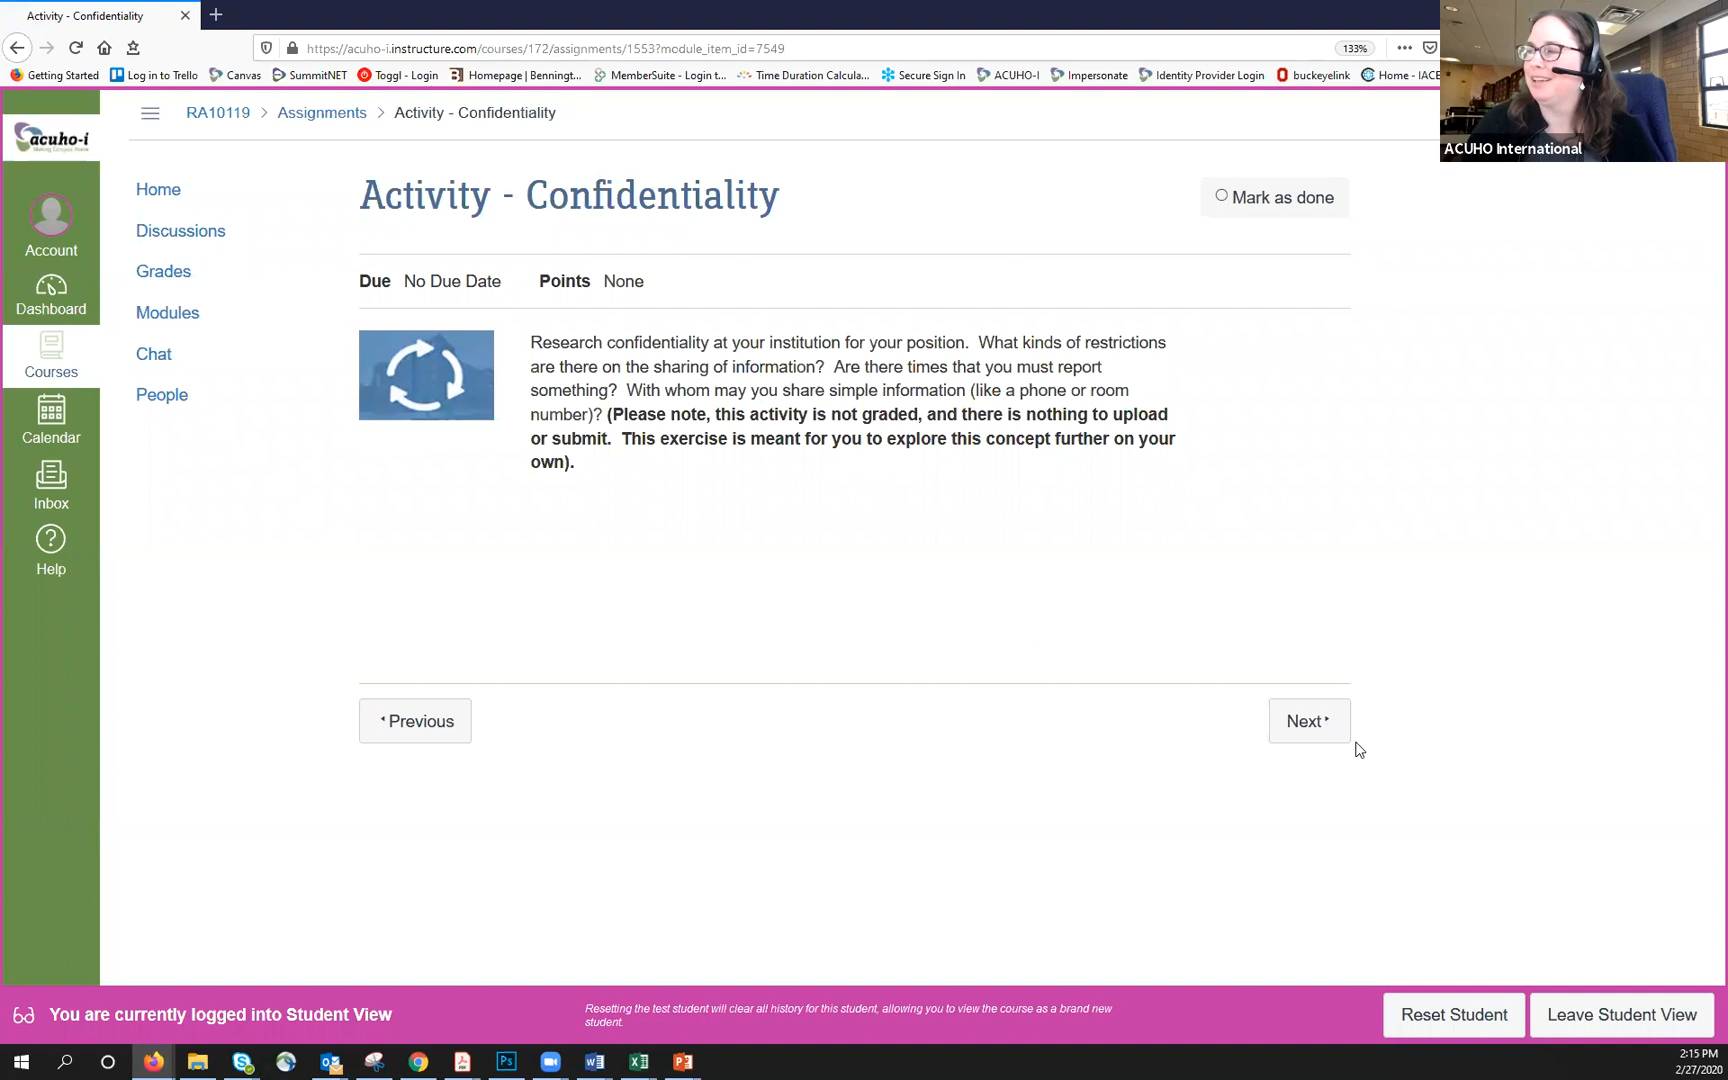 Activity - Confidentiality
https://acuho-i.instructure.com/courses/172/assignments/1553?module_item_id=7549
133%
Getting Started
Log in to Trello
Canvas
SummitNET
Toggl - Login
Homepage | Benningt...
MemberSuite - Login t...
Time Duration Calcula...
Secure Sign In
ACUHO-I
Impersonate
Identity Provider Login
buckeyelink
Home - IACE
ACUHO International
acuho-i
RA10119 > Assignments > Activity - Confidentiality
Account
Dashboard
Courses
Calendar
Inbox
Help
Home
Discussions
Grades
Modules
Chat
People
Activity - Confidentiality
Mark as done
Due No Due Date Points None
Research confidentiality at your institution for your position. What kinds of restrictions
are there on the sharing of information? Are there times that you must report
something? With whom may you share simple information (like a phone or room
number)? (Please note, this activity is not graded, and there is nothing to upload
or submit. This exercise is meant for you to explore this concept further on your
own).
Previous
Next
You are currently logged into Student View
Resetting the test student will clear all history for this student, allowing you to view the course as a brand new
student.
Reset Student
Leave Student View
2:15 PM
2/27/2020